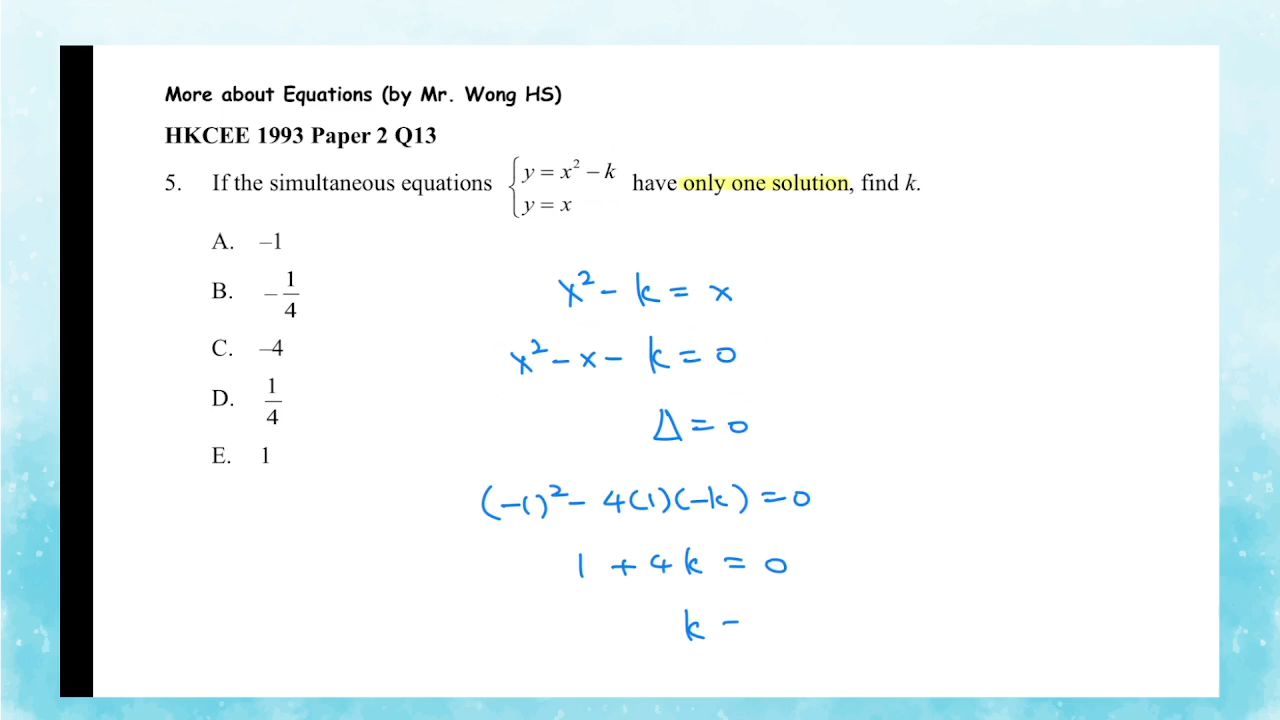 More about Equations (by Mr. Wong HS)
HKCEE 1993 Paper 2 Q13
5. If the simultaneous equations { y = x² − k
y = x have only one solution, find k.
A. −1
B. −1/4
C. −4
D. 1/4
E. 1
x² − k = x
x² − x − k = 0
Δ = 0
(−1)² − 4(1)(−k) = 0
1 + 4k = 0
k −